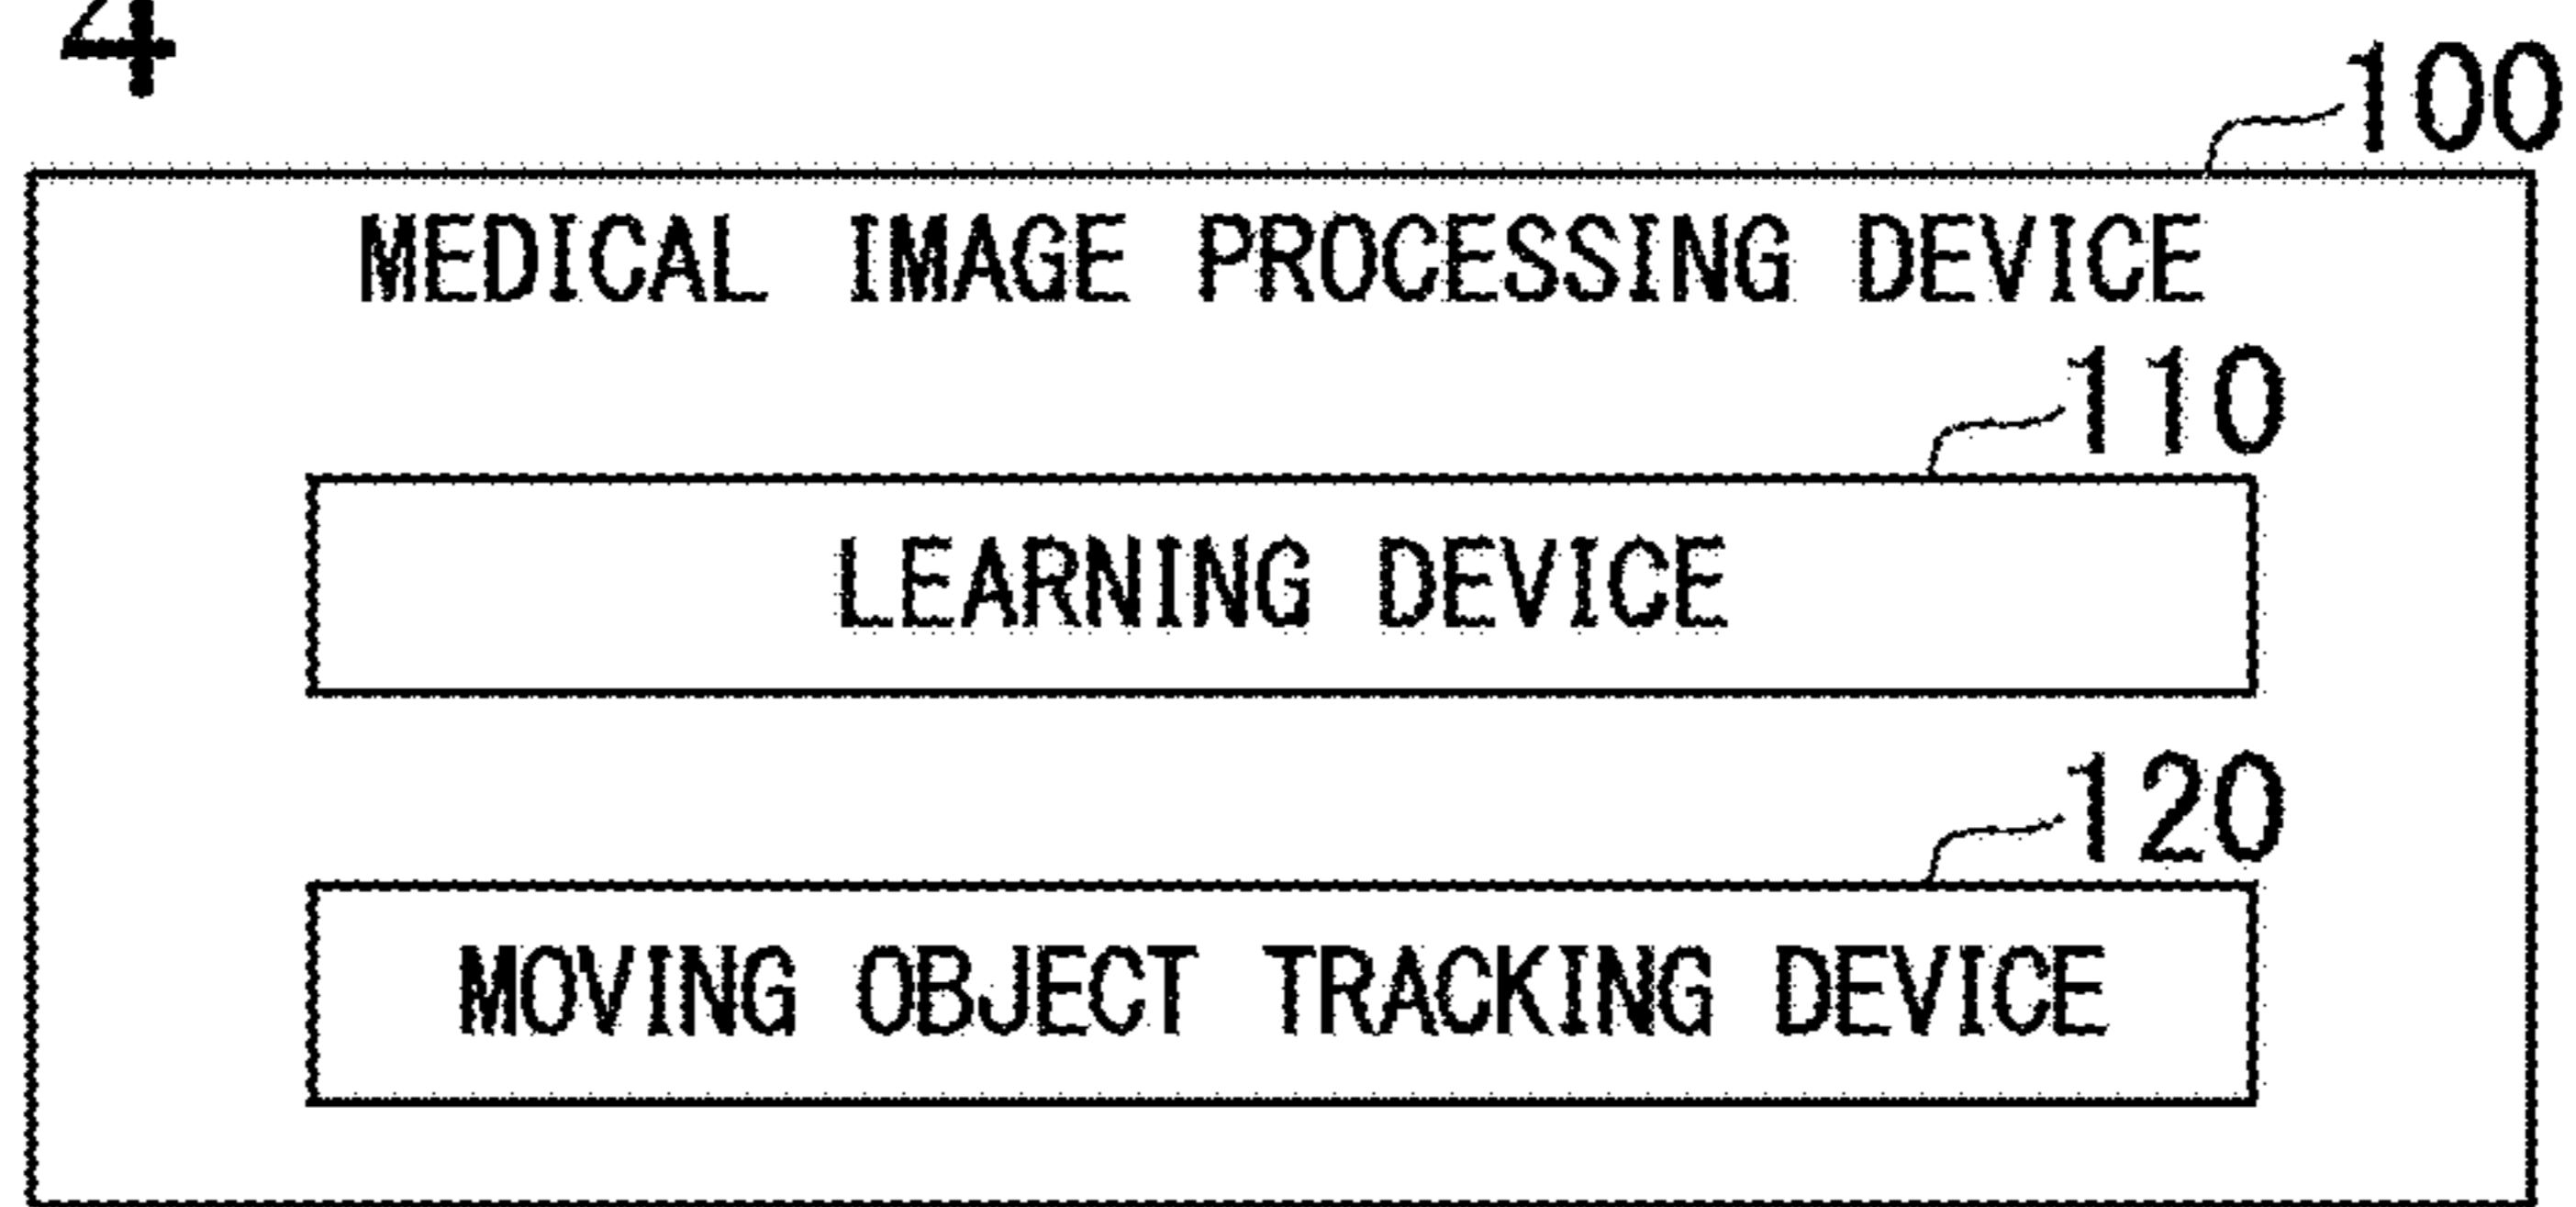 4
100
MEDICAL IMAGE PROCESSING DEVICE
110
LEARNING DEVICE
120
MOVING OBJECT TRACKING DEVICE